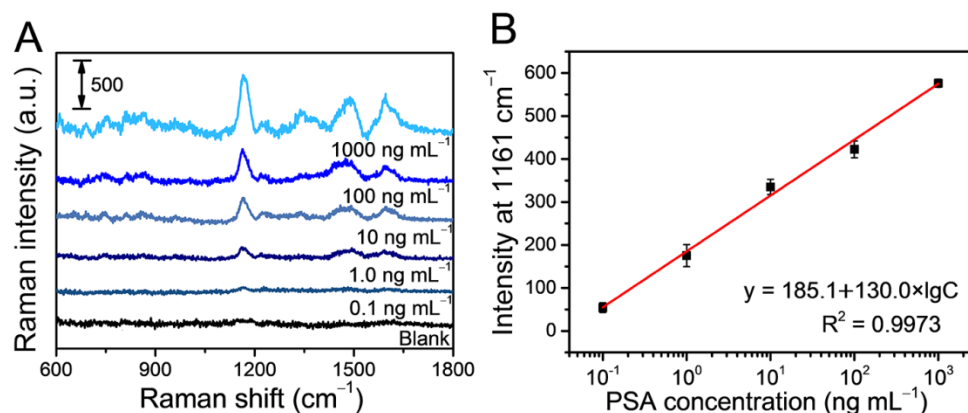 A
Raman intensity (a.u.)
500
1000 ng mL⁻¹
100 ng mL⁻¹
10 ng mL⁻¹
1.0 ng mL⁻¹
0.1 ng mL⁻¹
Blank
600 900 1200 1500 1800
Raman shift (cm⁻¹)
B
Intensity at 1161 cm⁻¹
600
500
400
300
200
100
0
y = 185.1+130.0×lgC
R² = 0.9973
10⁻¹ 10⁰ 10¹ 10² 10³
PSA concentration (ng mL⁻¹)